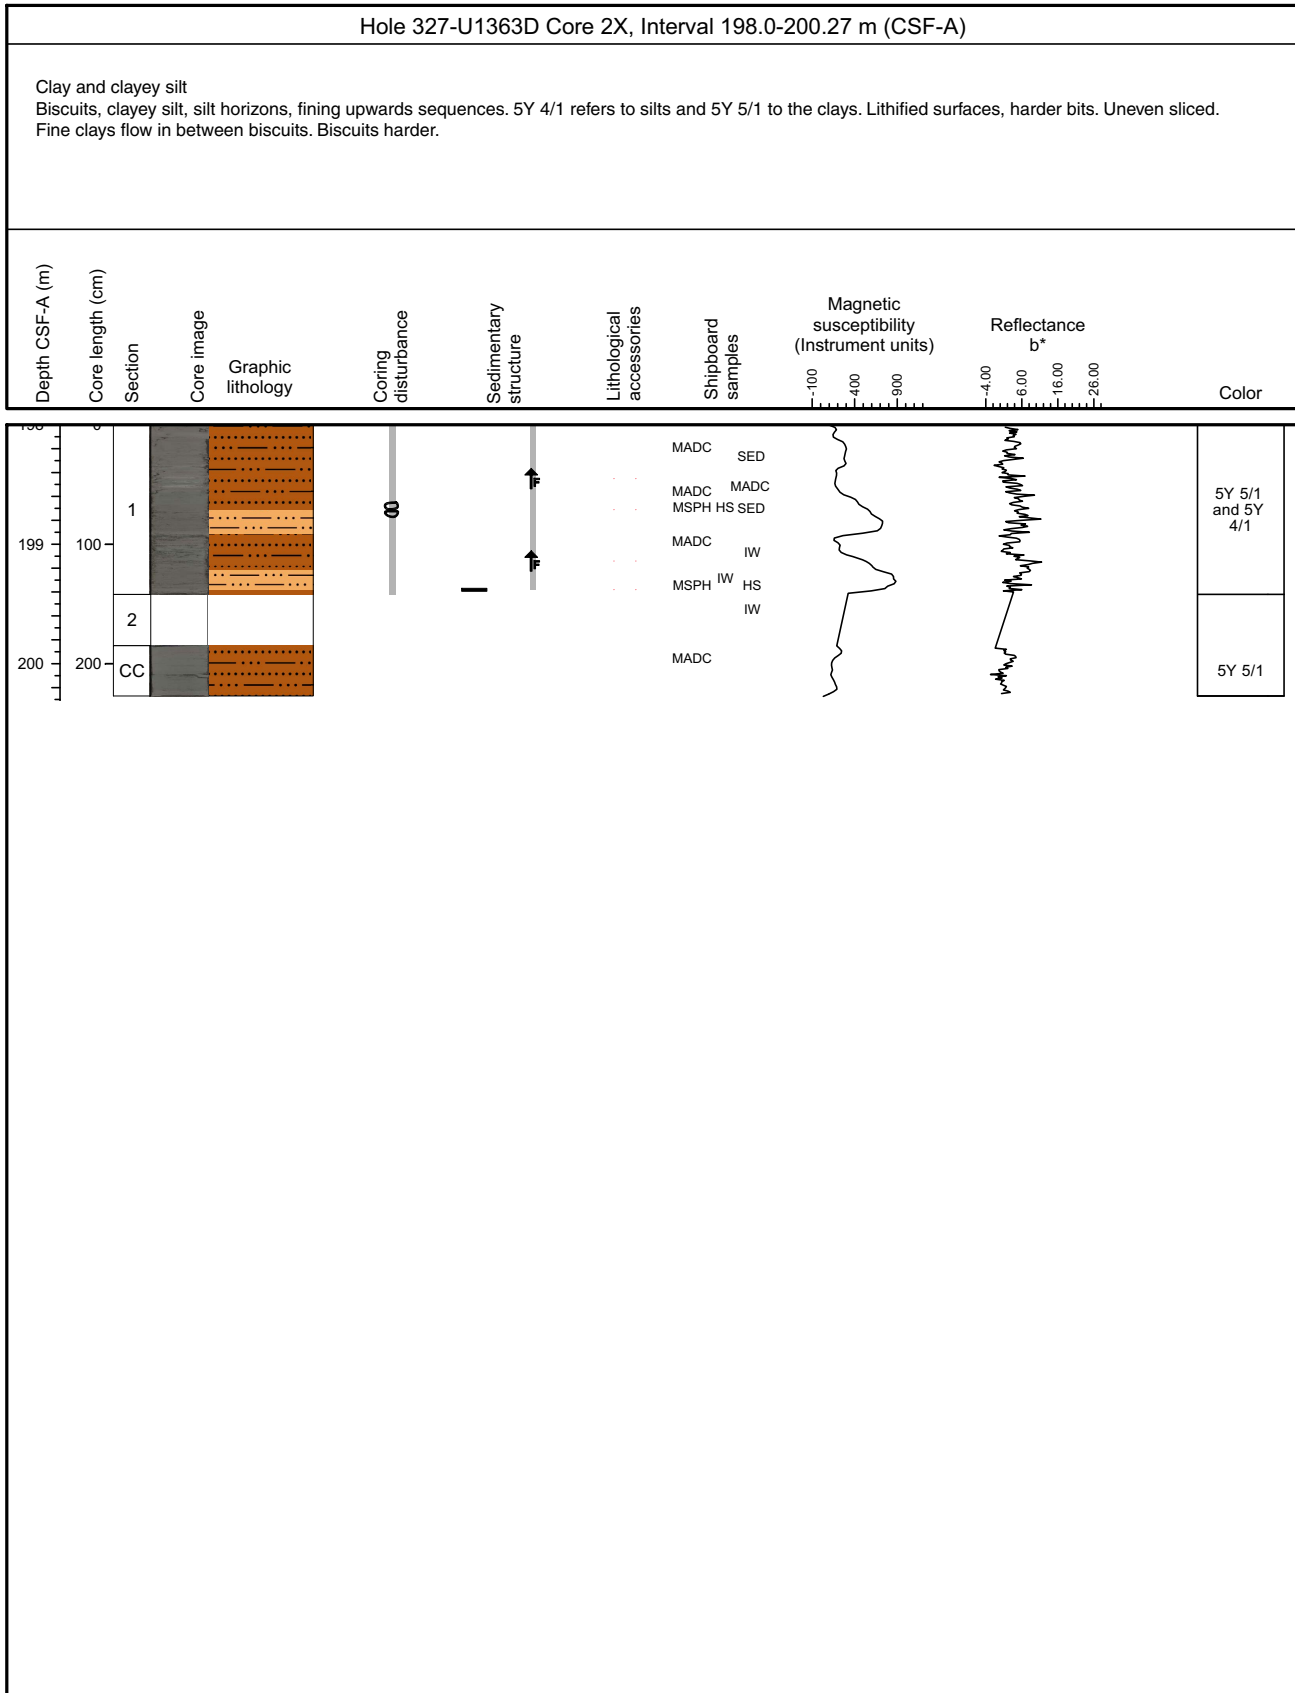 Hole 327-U1363D Core 2X, Interval 198.0-200.27 m (CSF-A)
Clay and clayey silt
Biscuits, clayey silt, silt horizons, fining upwards sequences. 5Y 4/1 refers to silts and 5Y 5/1 to the clays. Lithified surfaces, harder bits. Uneven sliced.
Fine clays flow in between biscuits. Biscuits harder.
Depth CSF-A (m)
Core length (cm)
Section
Core image
Graphic
lithology
Coring
disturbance
Sedimentary
structure
Lithological
accessories
Shipboard
samples
Magnetic
susceptibility
(Instrument units)
-100
400
900
Reflectance
b*
-4.00
6.00
16.00
26.00
Color
198
0
199
100
200
200
1
2
CC
F
F
MADC
SED
MADC
MADC
MSPH HS SED
MADC
IW
MSPH IW HS
IW
MADC
5Y 5/1
and 5Y
4/1
5Y 5/1